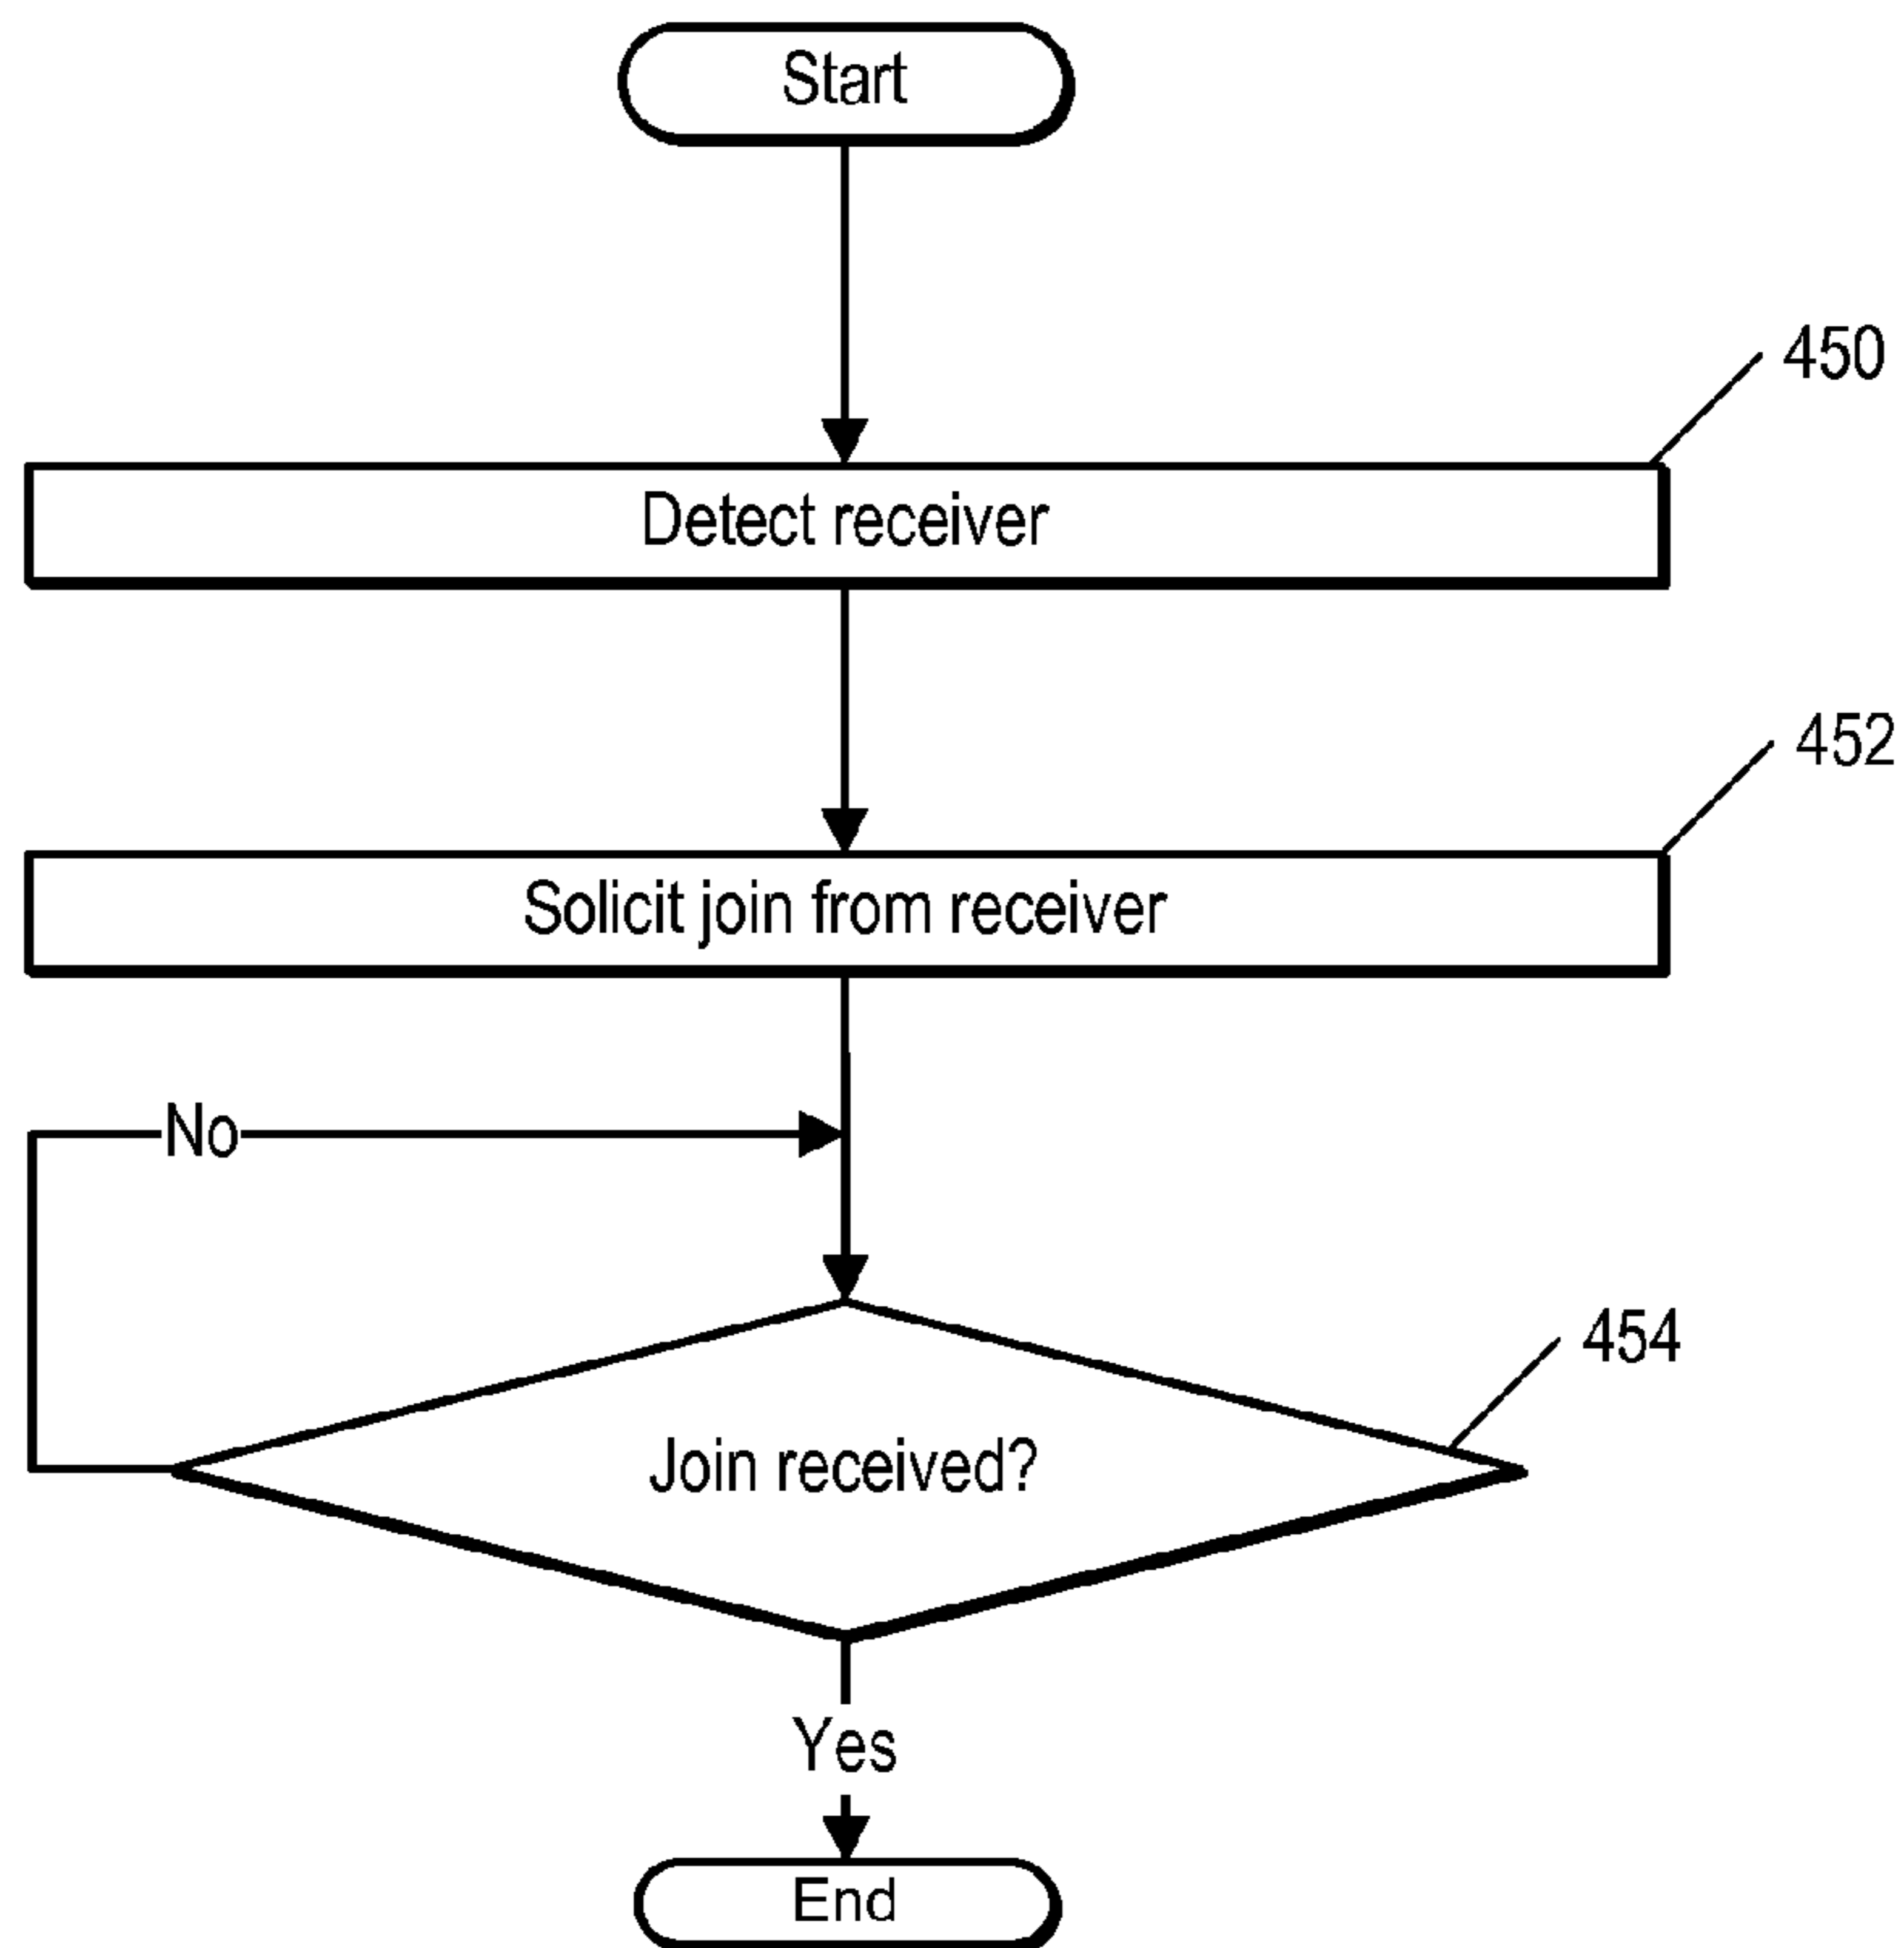 Start
450
Detect receiver
452
Solicit join from receiver
No
454
Join received?
Yes
End